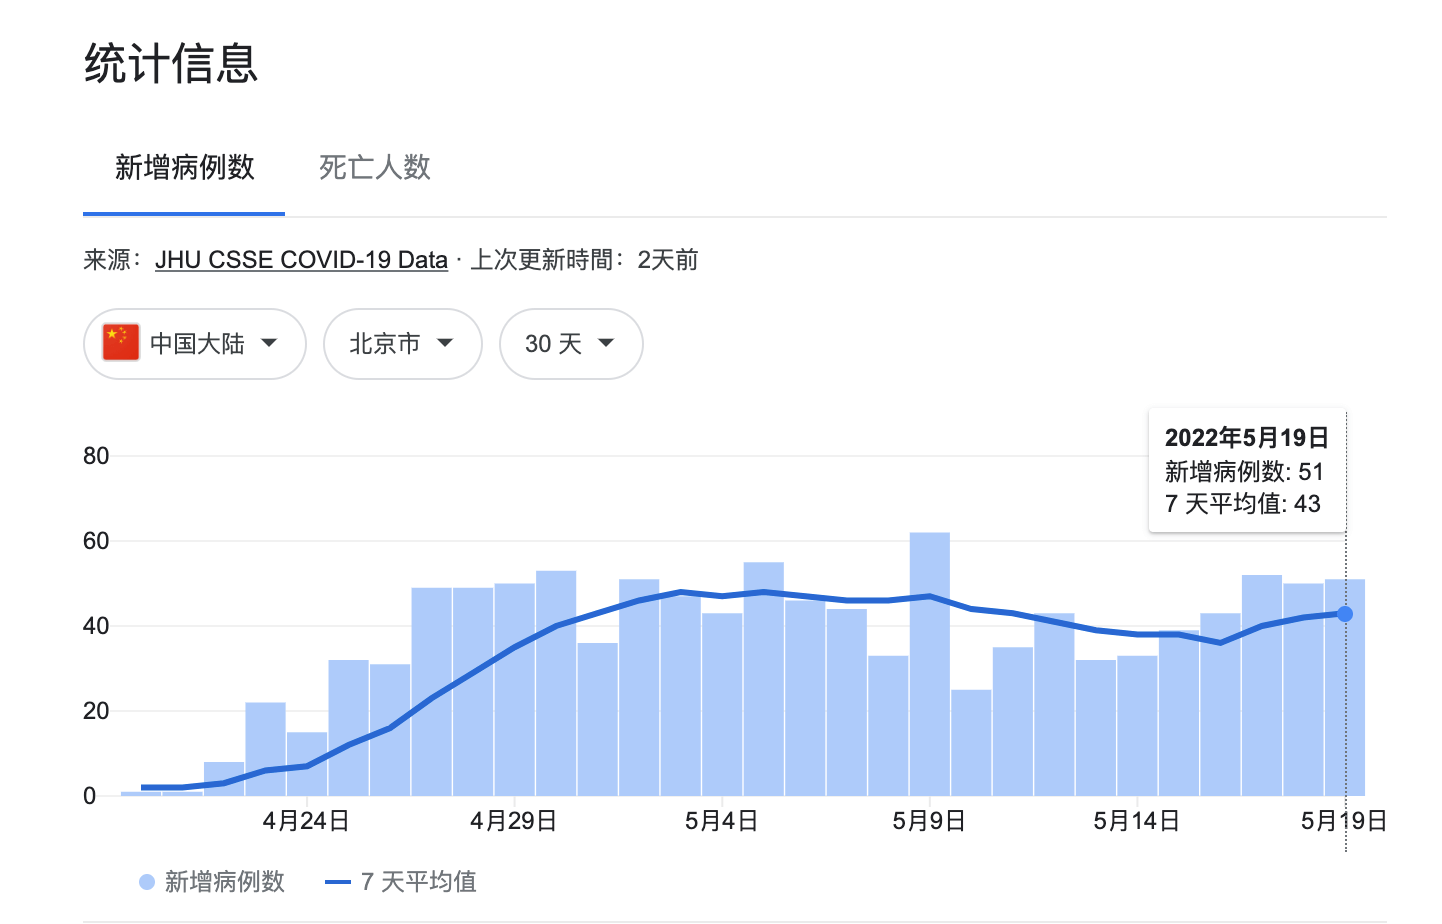 统计信息
新增病例数 死亡人数
来源：JHU CSSE COVID-19 Data · 上次更新時間：2天前
中国大陆 北京市 30 天
2022年5月19日
新增病例数: 51
7 天平均值: 43
80
60
40
20
0
4月24日 4月29日 5月4日 5月9日 5月14日 5月19日
新增病例数 7 天平均值